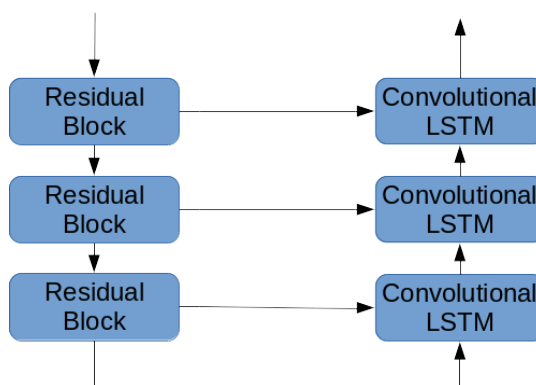 Residual
Block
Convolutional
LSTM
Residual
Block
Convolutional
LSTM
Residual
Block
Convolutional
LSTM